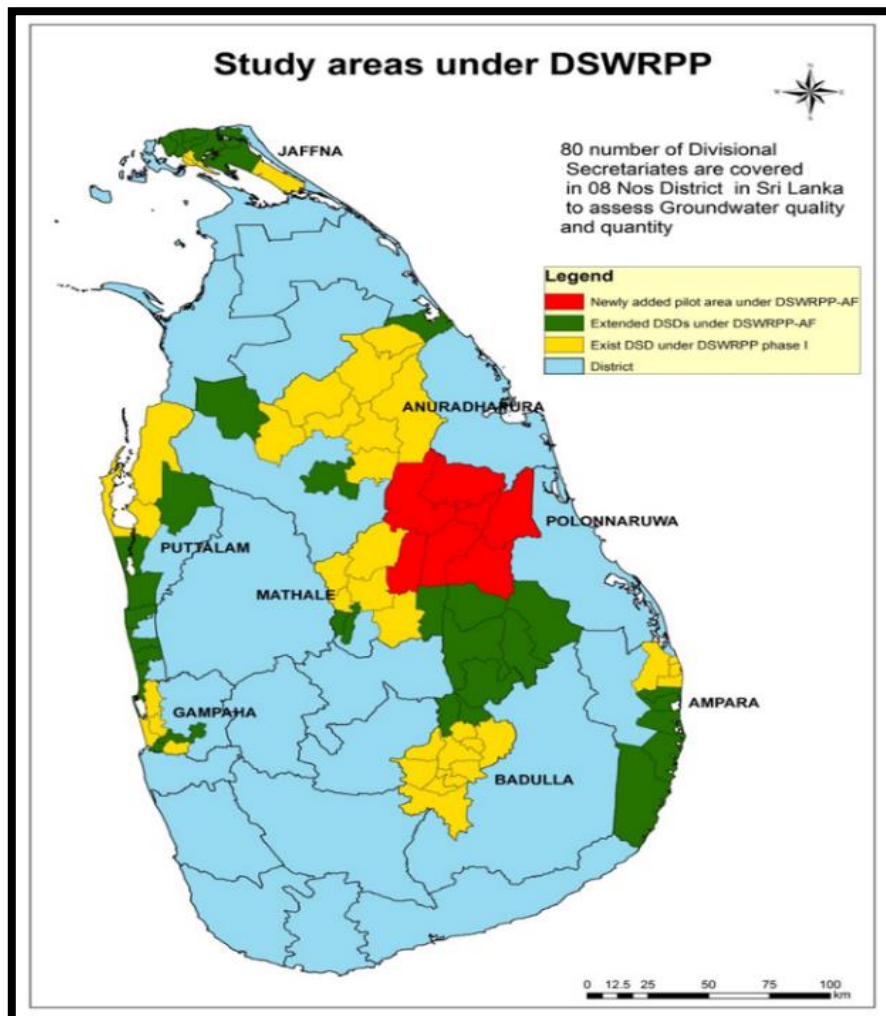 Study areas under DSWRPP
N
W E
S
JAFFNA
80 number of Divisional
Secretariates are covered
in 08 Nos District in Sri Lanka
to assess Groundwater quality
and quantity
Legend
Newly added pilot area under DSWRPP-AF
Extended DSDs under DSWRPP-AF
Exist DSD under DSWRPP phase I
District
ANURADHARURA
POLONNARUWA
PUTTALAM
MATHALE
GAMPAHA
AMPARA
BADULLA
0 12.5 25 50 75 100
km